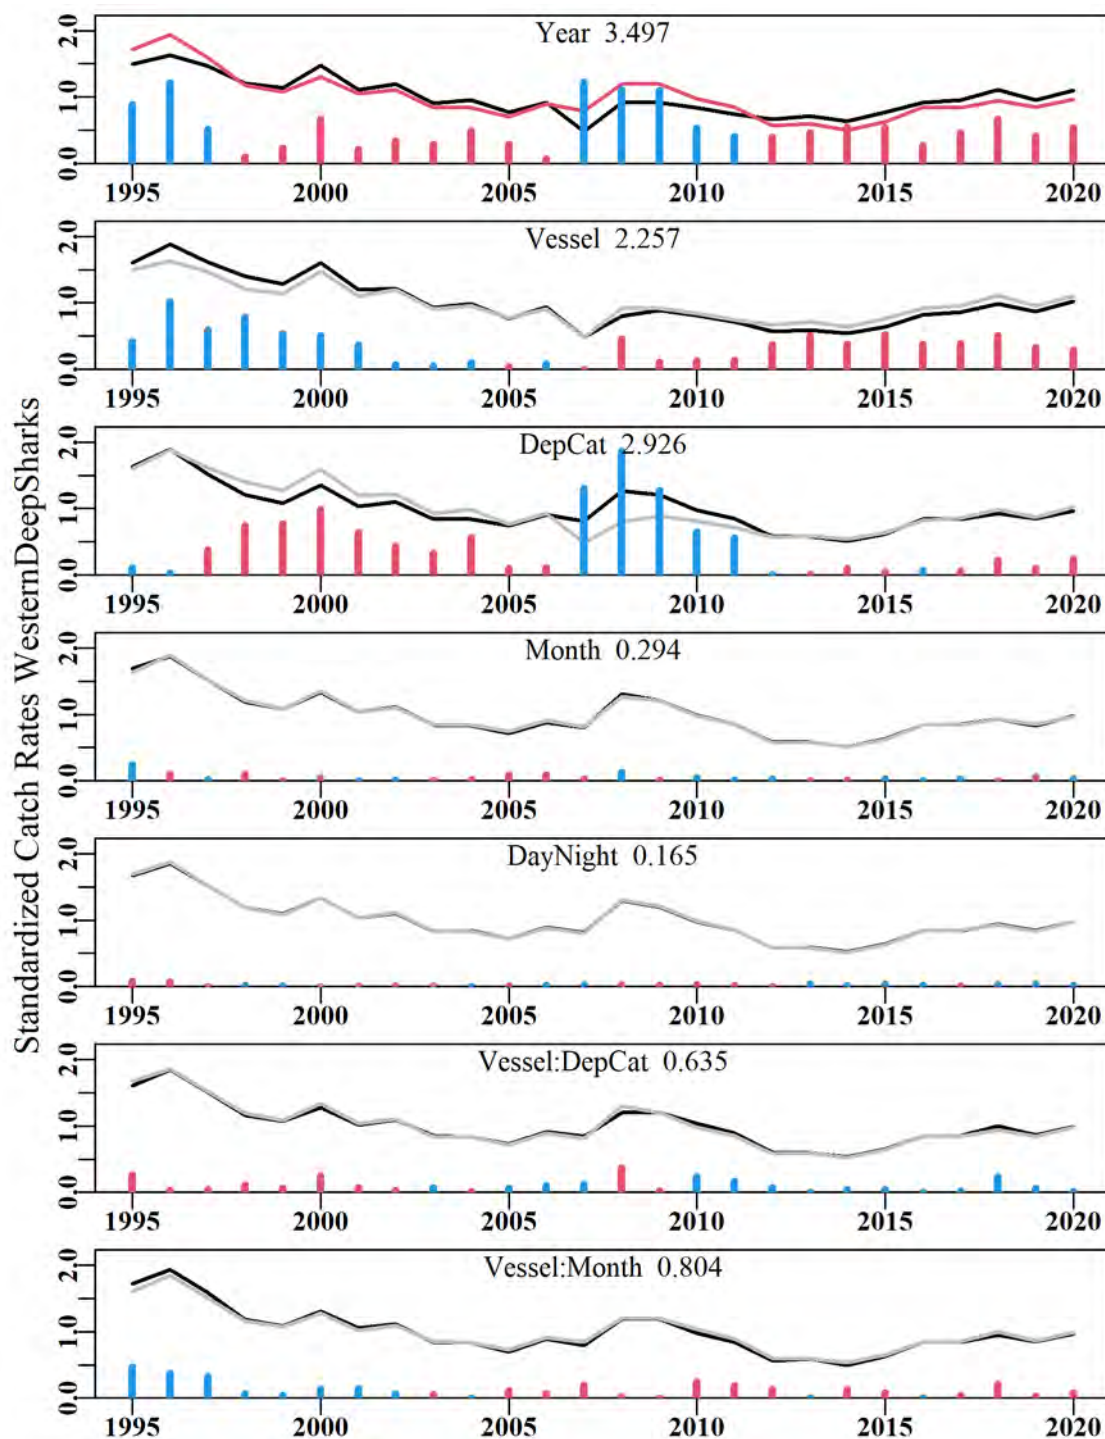 Standardized Catch Rates WesternDeepSharks
Year 3.497
0.0 1.0 2.0
1995 2000 2005 2010 2015 2020
Vessel 2.257
0.0 1.0 2.0
1995 2000 2005 2010 2015 2020
DepCat 2.926
0.0 1.0 2.0
1995 2000 2005 2010 2015 2020
Month 0.294
0.0 1.0 2.0
1995 2000 2005 2010 2015 2020
DayNight 0.165
0.0 1.0 2.0
1995 2000 2005 2010 2015 2020
Vessel:DepCat 0.635
0.0 1.0 2.0
1995 2000 2005 2010 2015 2020
Vessel:Month 0.804
0.0 1.0 2.0
1995 2000 2005 2010 2015 2020